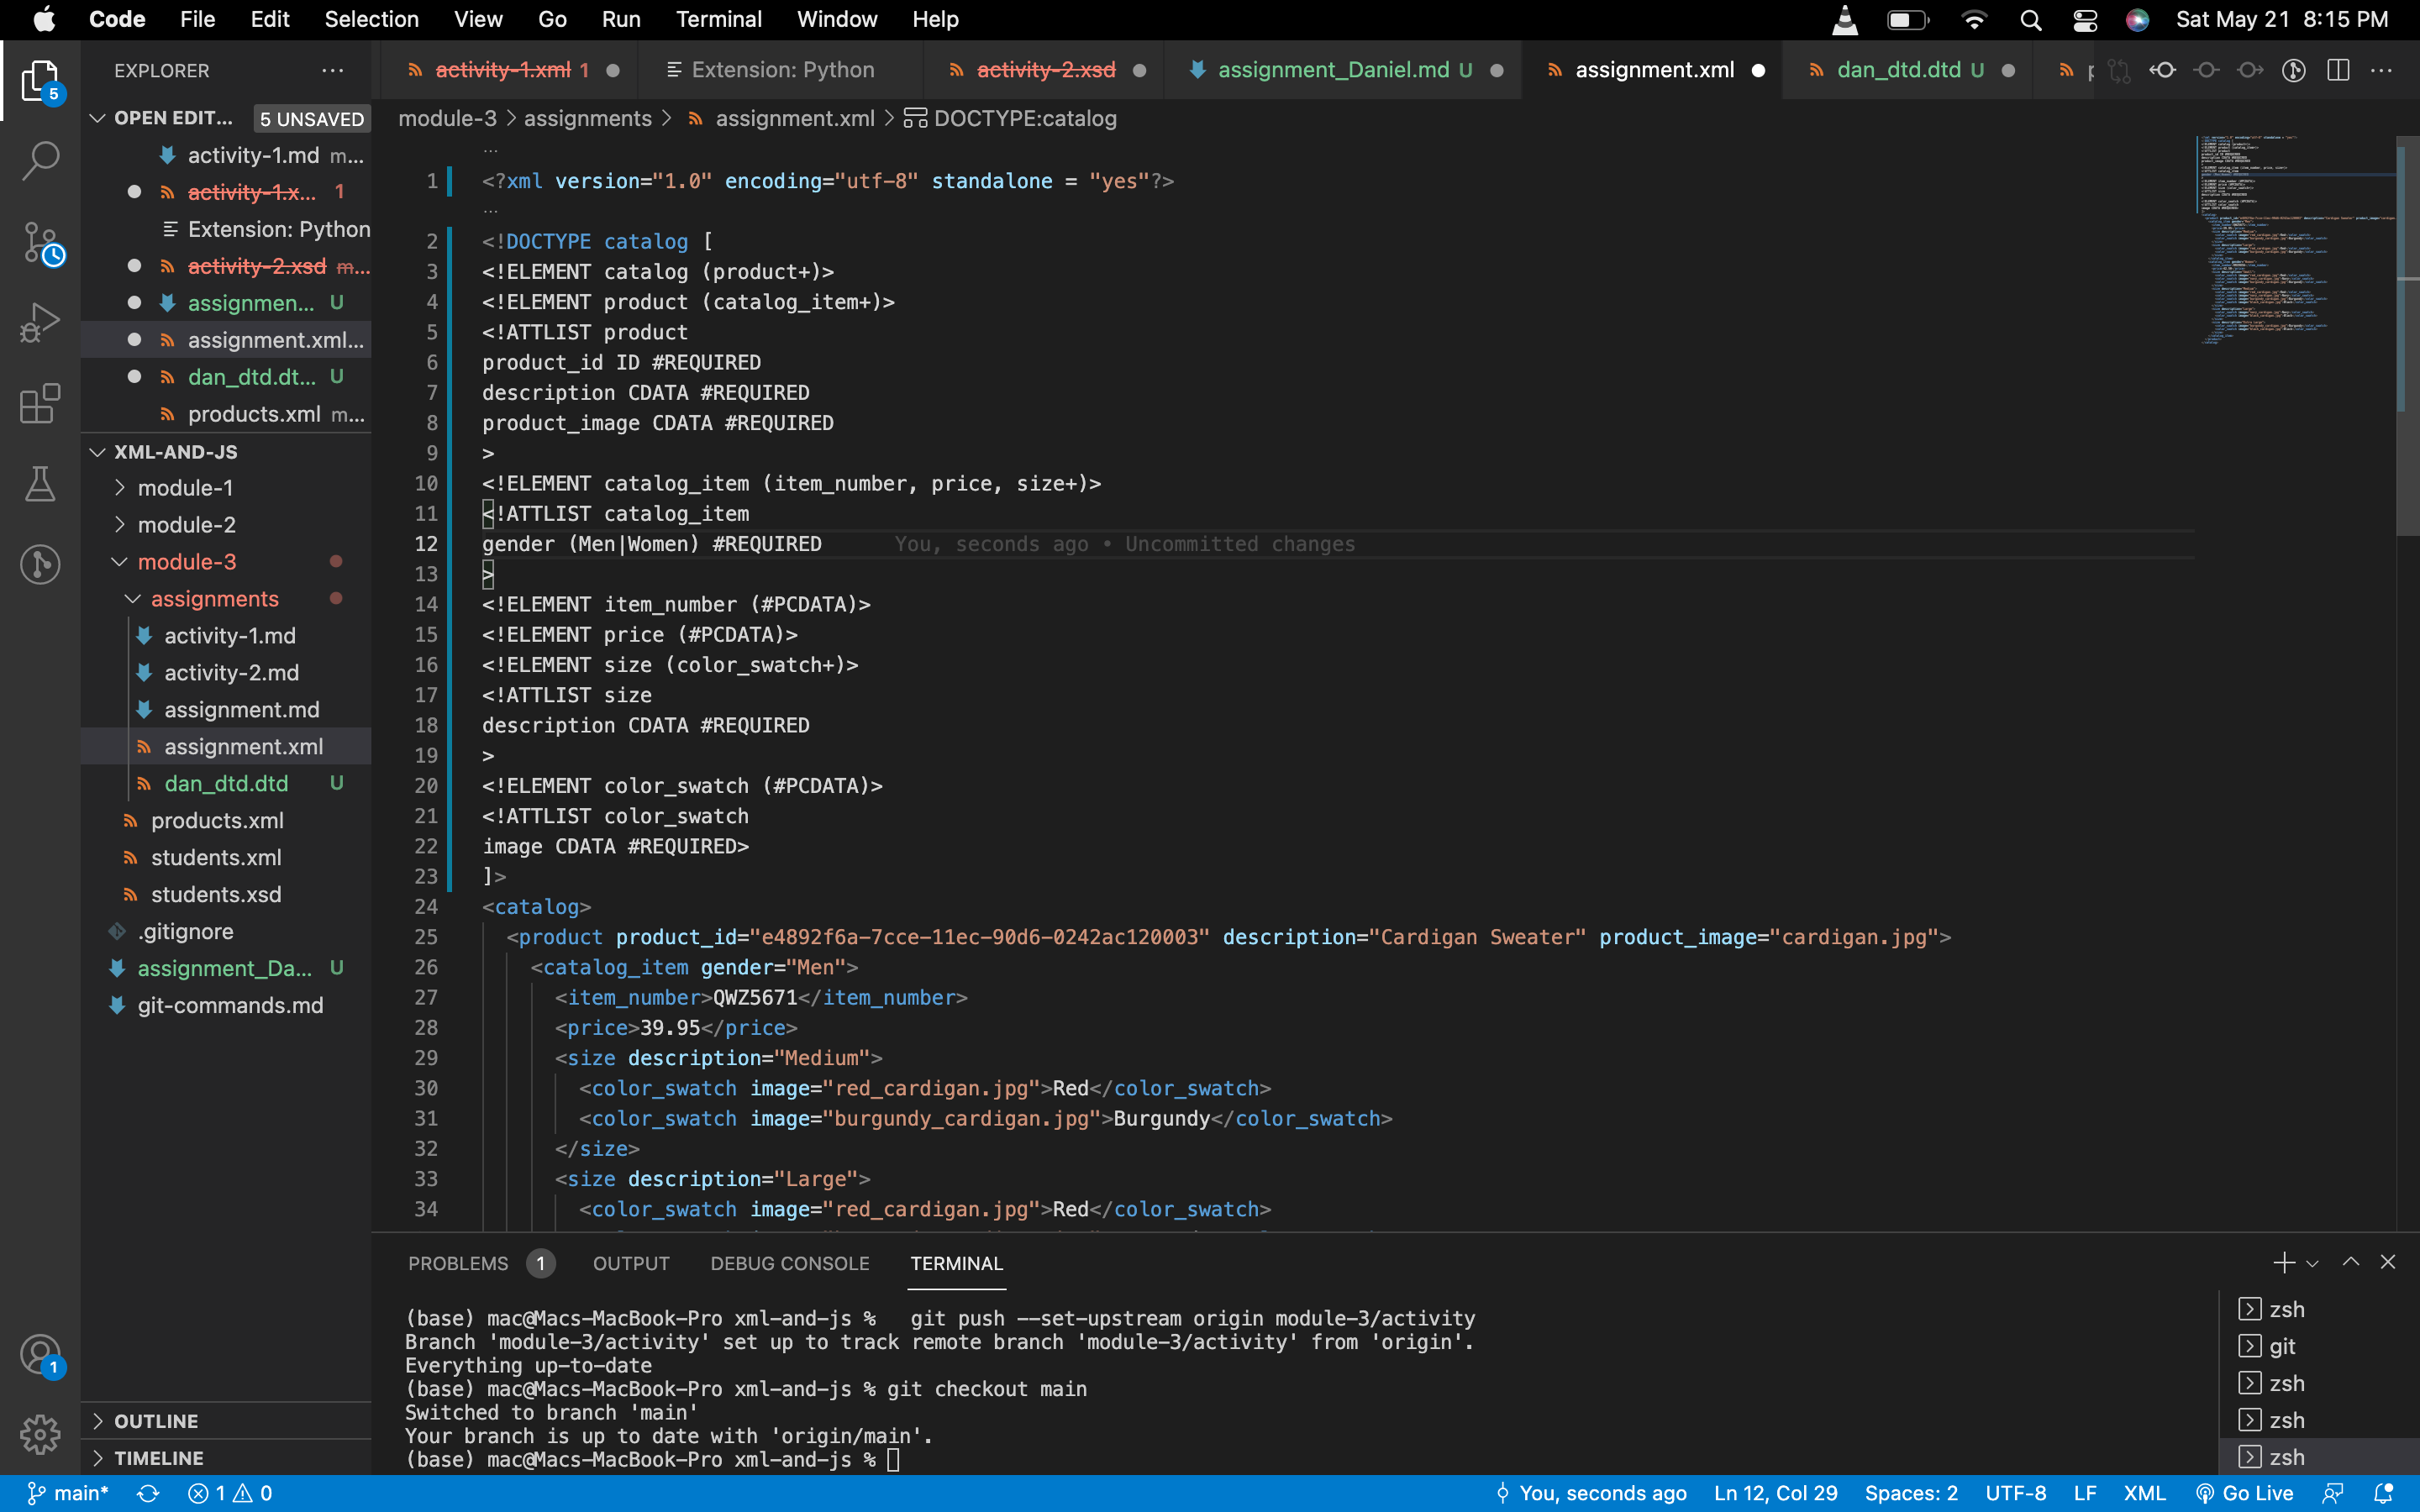 Code File Edit Selection View Go Run Terminal Window Help Sat May 21 8:15 PM
EXPLORER
activity-1.xml 1 Extension: Python activity-2.xsd assignment_Daniel.md U assignment.xml dan_dtd.dtd U
5
OPEN EDIT... 5 UNSAVED
activity-1.md m...
activity-1.x... 1
Extension: Python
activity-2.xsd m...
assignmen... U
assignment.xml...
dan_dtd.dt... U
products.xml m...
XML-AND-JS
module-1
module-2
module-3
assignments
activity-1.md
activity-2.md
assignment.md
assignment.xml
dan_dtd.dtd U
products.xml
students.xml
students.xsd
.gitignore
assignment_Da... U
git-commands.md
1
OUTLINE
TIMELINE
module-3 > assignments > assignment.xml > DOCTYPE:catalog
...
1 <?xml version="1.0" encoding="utf-8" standalone = "yes"?>
...
2 <!DOCTYPE catalog [
3 <!ELEMENT catalog (product+)>
4 <!ELEMENT product (catalog_item+)>
5 <!ATTLIST product
6 product_id ID #REQUIRED
7 description CDATA #REQUIRED
8 product_image CDATA #REQUIRED
9 >
10 <!ELEMENT catalog_item (item_number, price, size+)>
11 <!ATTLIST catalog_item
12 gender (Men|Women) #REQUIRED You, seconds ago • Uncommitted changes
13 >
14 <!ELEMENT item_number (#PCDATA)>
15 <!ELEMENT price (#PCDATA)>
16 <!ELEMENT size (color_swatch+)>
17 <!ATTLIST size
18 description CDATA #REQUIRED
19 >
20 <!ELEMENT color_swatch (#PCDATA)>
21 <!ATTLIST color_swatch
22 image CDATA #REQUIRED>
23 ]>
24 <catalog>
25 <product product_id="e4892f6a-7cce-11ec-90d6-0242ac120003" description="Cardigan Sweater" product_image="cardigan.jpg">
26 <catalog_item gender="Men">
27 <item_number>QWZ5671</item_number>
28 <price>39.95</price>
29 <size description="Medium">
30 <color_swatch image="red_cardigan.jpg">Red</color_swatch>
31 <color_swatch image="burgundy_cardigan.jpg">Burgundy</color_swatch>
32 </size>
33 <size description="Large">
34 <color_swatch image="red_cardigan.jpg">Red</color_swatch>
PROBLEMS 1 OUTPUT DEBUG CONSOLE TERMINAL
(base) mac@Macs-MacBook-Pro xml-and-js % git push --set-upstream origin module-3/activity
Branch 'module-3/activity' set up to track remote branch 'module-3/activity' from 'origin'.
Everything up-to-date
(base) mac@Macs-MacBook-Pro xml-and-js % git checkout main
Switched to branch 'main'
Your branch is up to date with 'origin/main'.
(base) mac@Macs-MacBook-Pro xml-and-js %
zsh
git
zsh
zsh
zsh
main* 1 0 You, seconds ago Ln 12, Col 29 Spaces: 2 UTF-8 LF XML Go Live